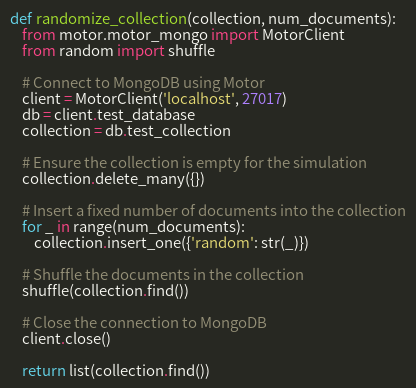 def randomize_collection(collection, num_documents):
from motor.motor_mongo import MotorClient
from random import shuffle
# Connect to MongoDB using Motor
client = MotorClient('localhost', 27017)
db = client.test_database
collection = db.test_collection
# Ensure the collection is empty for the simulation
collection.delete_many({})
# Insert a fixed number of documents into the collection
for _ in range(num_documents):
collection.insert_one({'random': str(_)})
# Shuffle the documents in the collection
shuffle(collection.find())
# Close the connection to MongoDB
client.close()
return list(collection.find())